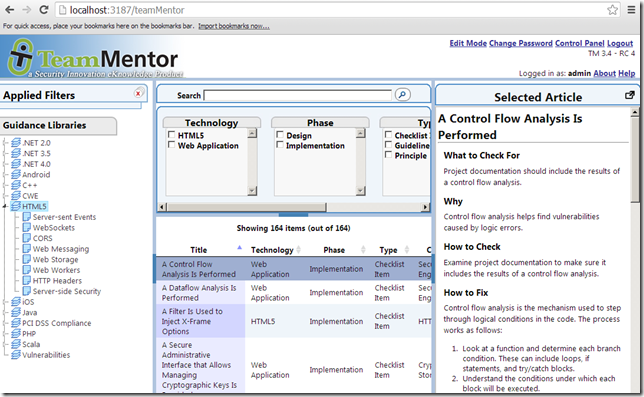 localhost:3187/teamMentor
For quick access, place your bookmarks here on the bookmarks bar. Import bookmarks now...
TeamMentor
a Security Innovation eKnowledge Product
Edit Mode Change Password Control Panel Logout
TM 3.4 - RC 4
Logged in as: admin About Help
Applied Filters
Guidance Libraries
.NET 2.0
.NET 3.5
.NET 4.0
Android
C++
CWE
HTML5
Server-sent Events
WebSockets
CORS
Web Messaging
Web Storage
Web Workers
HTTP Headers
Server-side Security
iOS
Java
PCI DSS Compliance
PHP
Scala
Vulnerabilities
Search
Technology
HTML5
Web Application
Phase
Design
Implementation
Typ
Checklist
Guideline
Principle
Showing 164 items (out of 164)
Title Technology Phase Type C
A Control Flow
Analysis Is Performed
Web
Application
Implementation
Checklist
Item
Secu
Eng
A Dataflow Analysis Is
Performed
Web
Application
Implementation
Checklist
Item
Secu
Eng
A Filter Is Used to
Inject X-Frame
Options
HTML5
Implementation
Checklist
Item
HTT
A Secure
Administrative
Interface that Allows
Managing
Cryptographic Keys Is
Web
Application
Implementation
Checklist
Item
Cryp
Stor
Selected Article
A Control Flow Analysis Is
Performed
What to Check For
Project documentation should include the results
of a control flow analysis.
Why
Control flow analysis helps find vulnerabilities
caused by logic errors.
How to Check
Examine project documentation to make sure it
includes the results of a control flow analysis.
How to Fix
Control flow analysis is the mechanism used to step
through logical conditions in the code. The process
works as follows:
1. Look at a function and determine each branch
condition. These can include loops, if
statements, and try/catch blocks.
2. Understand the conditions under which each
block will be executed.